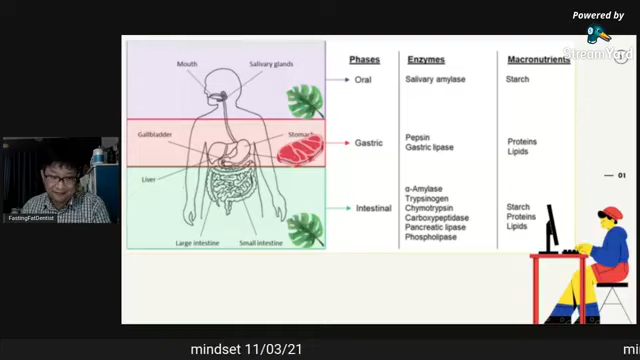 Powered by
StreamYard
Phases
Enzymes
Macronutrients
Mouth
Salivary glands
Oral
Salivary amylase
Starch
Gallbladder
Stomach
Gastric
Pepsin
Gastric lipase
Proteins
Lipids
Liver
01
Intestinal
α-Amylase
Trypsinogen
Chymotrypsin
Carboxypeptidase
Pancreatic lipase
Phospholipase
Starch
Proteins
Lipids
Large intestine
Small intestine
FastingFatDentist
mindset 11/03/21
mi